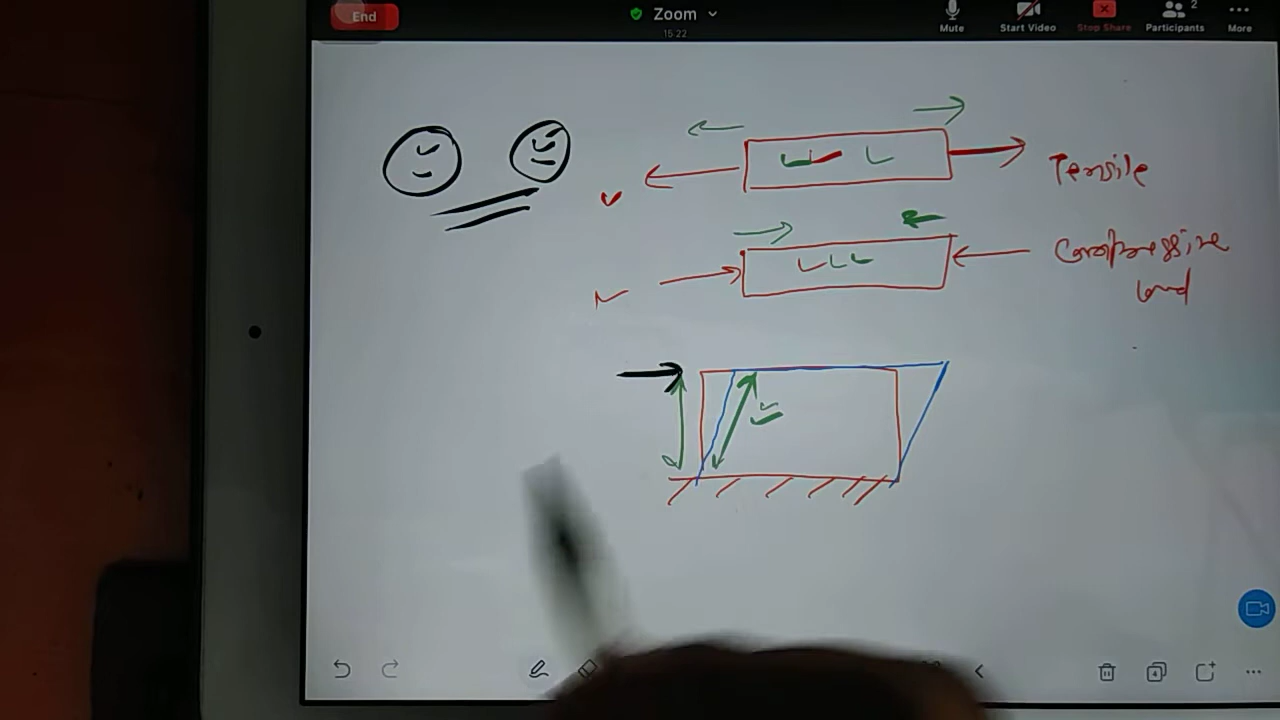 End
Zoom
15:22
Mute
Start Video
Stop Share
Participants
2
More
Tensile
Compressive
load